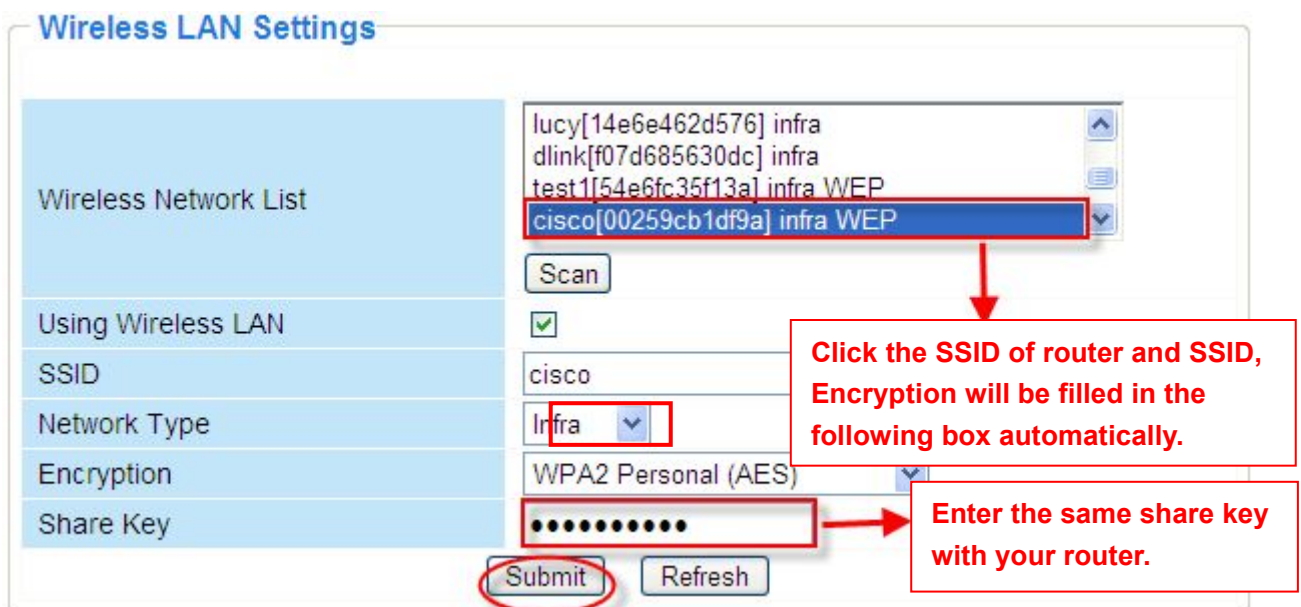 Wireless LAN Settings
Wireless Network List
lucy[14e6e462d576] infra
dlink[f07d685630dc] infra
test1[54e6fc35f13a] infra WEP
cisco[00259cb1df9a] infra WEP
Scan
Using Wireless LAN
SSID
cisco
Click the SSID of router and SSID,
Encryption will be filled in the
following box automatically.
Network Type
Infra
Encryption
WPA2 Personal (AES)
Share Key
••••••••••
Enter the same share key
with your router.
Submit
Refresh